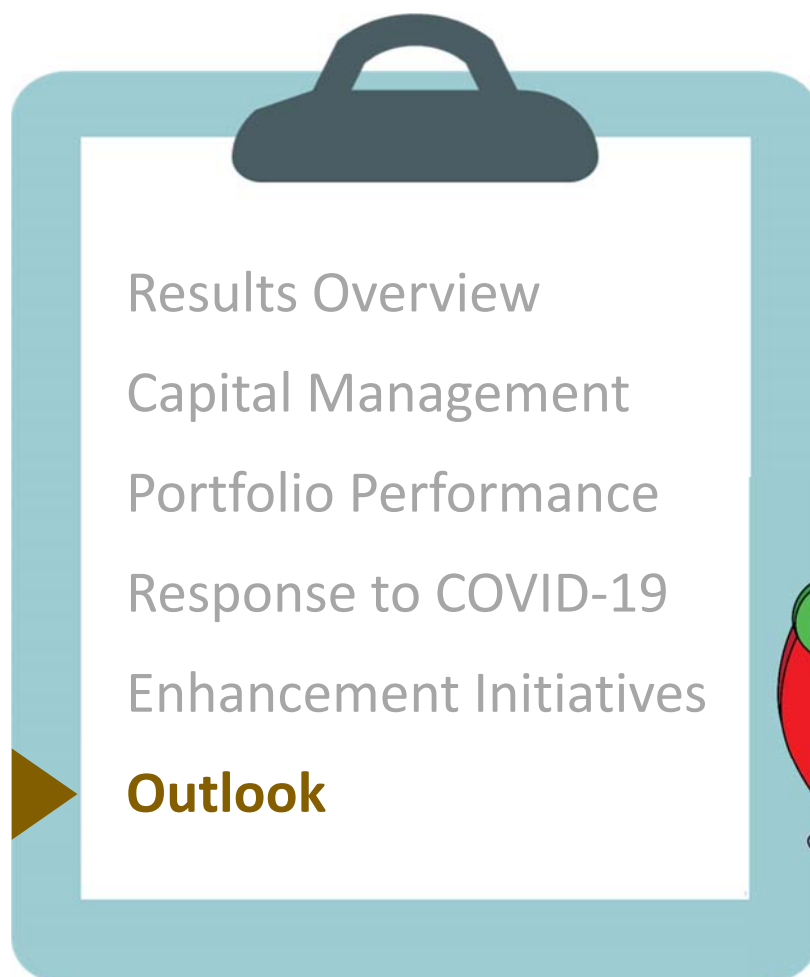 Results Overview
Capital Management
Portfolio Performance
Response to COVID-19
Enhancement Initiatives
Outlook